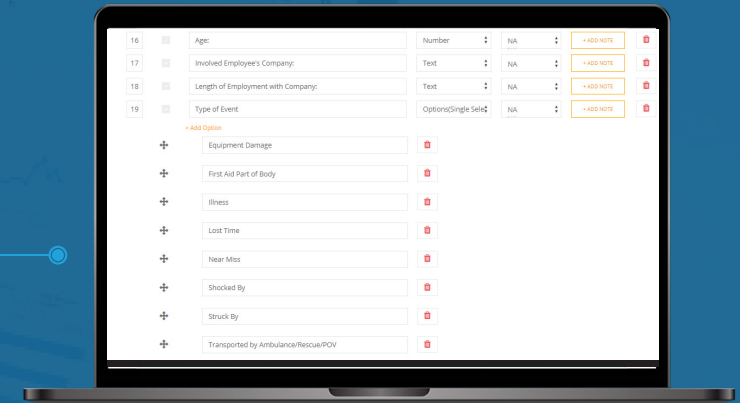 16 Age: Number NA + ADD NOTE
17 Involved Employee's Company: Text NA + ADD NOTE
18 Length of Employment with Company: Text NA + ADD NOTE
19 Type of Event Options(Single Sele NA + ADD NOTE
+ Add Option
Equipment Damage
First Aid Part of Body
Illness
Lost Time
Near Miss
Shocked By
Struck By
Transported by Ambulance/Rescue/POV